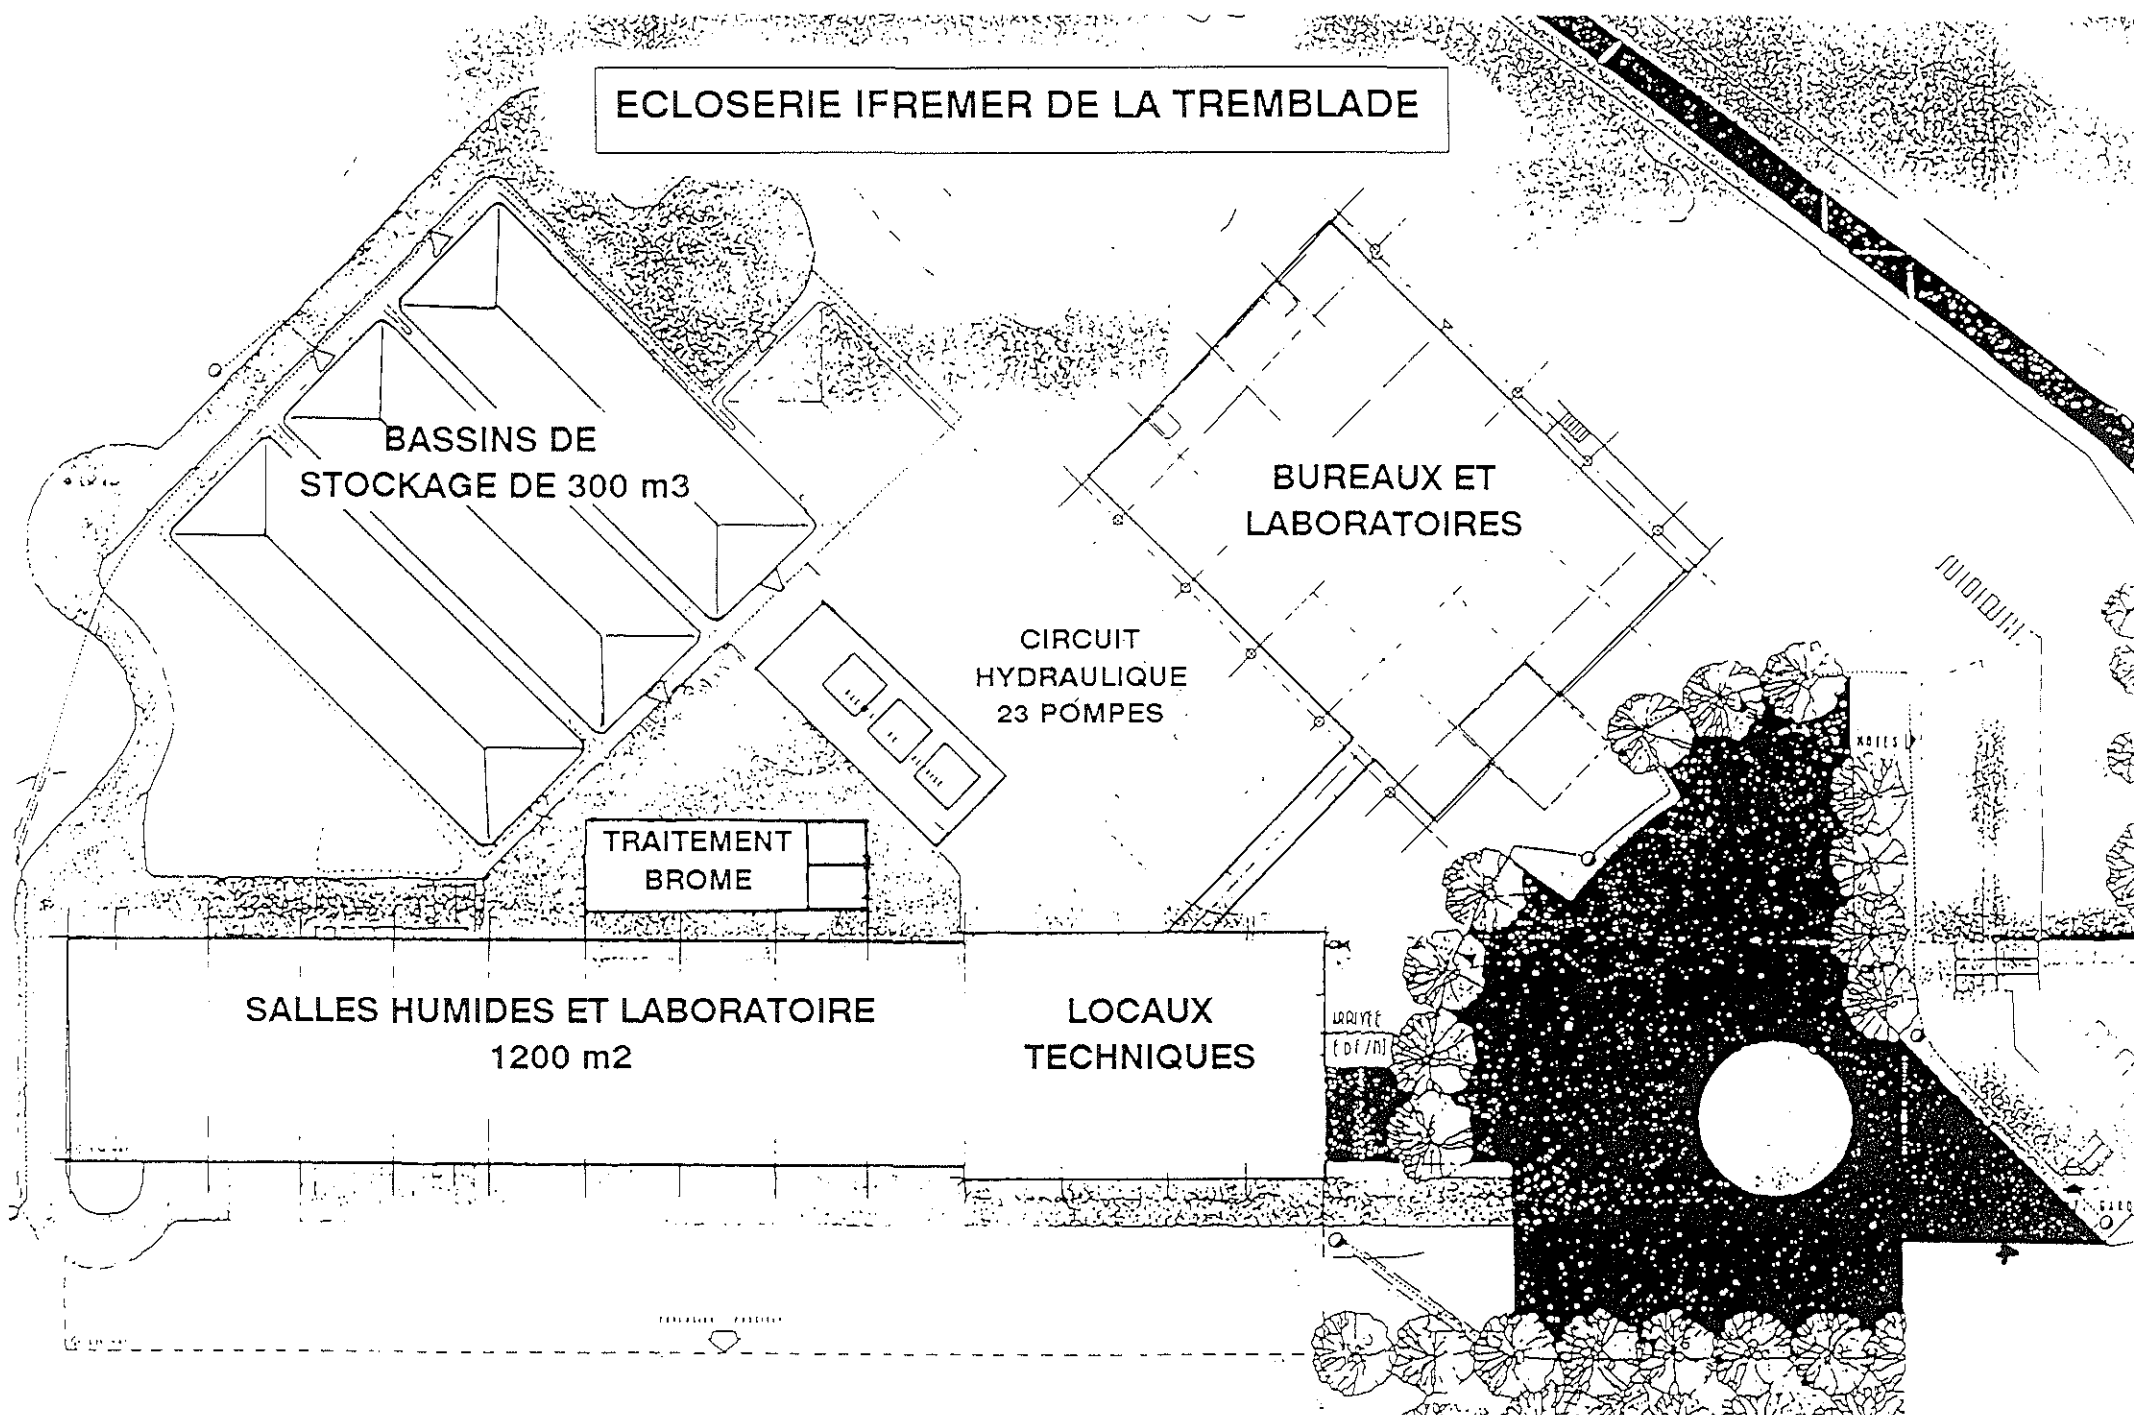 ECLOSERIE IFREMER DE LA TREMBLADE
BASSINS DE
STOCKAGE DE 300 m3
BUREAUX ET
LABORATOIRES
CIRCUIT
HYDRAULIQUE
23 POMPES
TRAITEMENT
BROME
SALLES HUMIDES ET LABORATOIRE
1200 m2
LOCAUX
TECHNIQUES
ARRIVEE